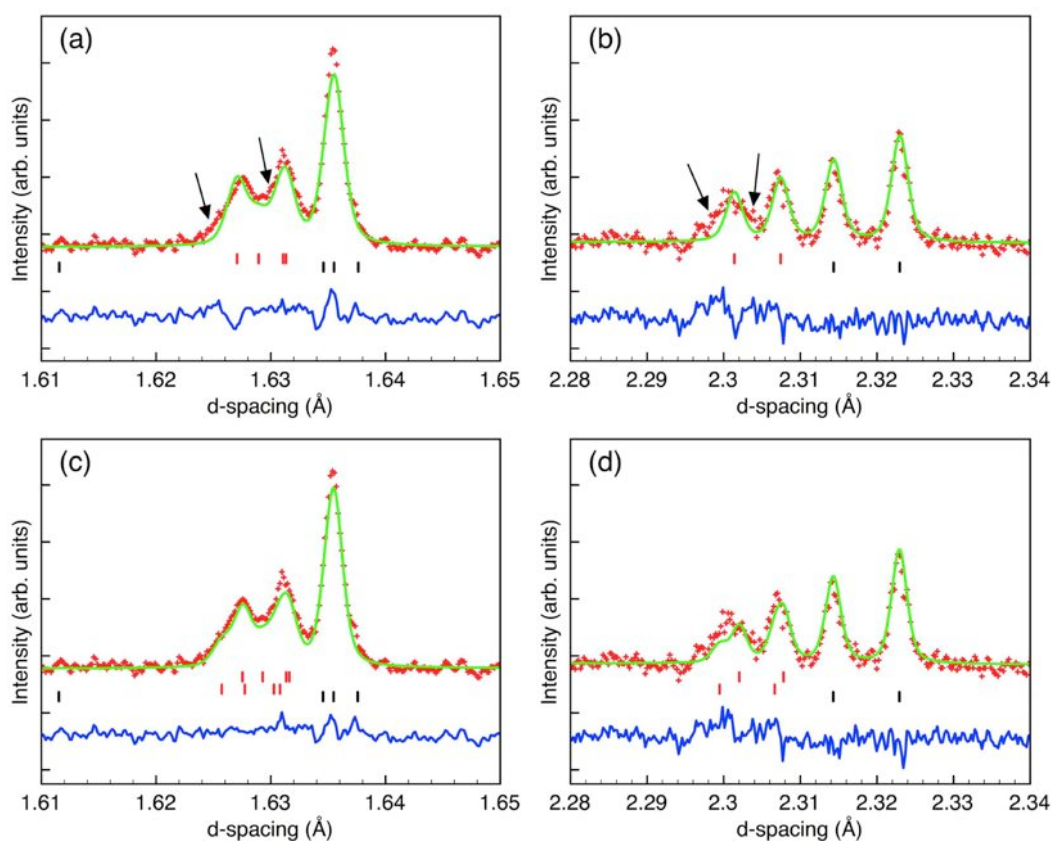 (a)
Intensity (arb. units)
1.61 1.62 1.63 1.64 1.65
d-spacing (Å)
(b)
Intensity (arb. units)
2.28 2.29 2.3 2.31 2.32 2.33 2.34
d-spacing (Å)
(c)
Intensity (arb. units)
1.61 1.62 1.63 1.64 1.65
d-spacing (Å)
(d)
Intensity (arb. units)
2.28 2.29 2.3 2.31 2.32 2.33 2.34
d-spacing (Å)